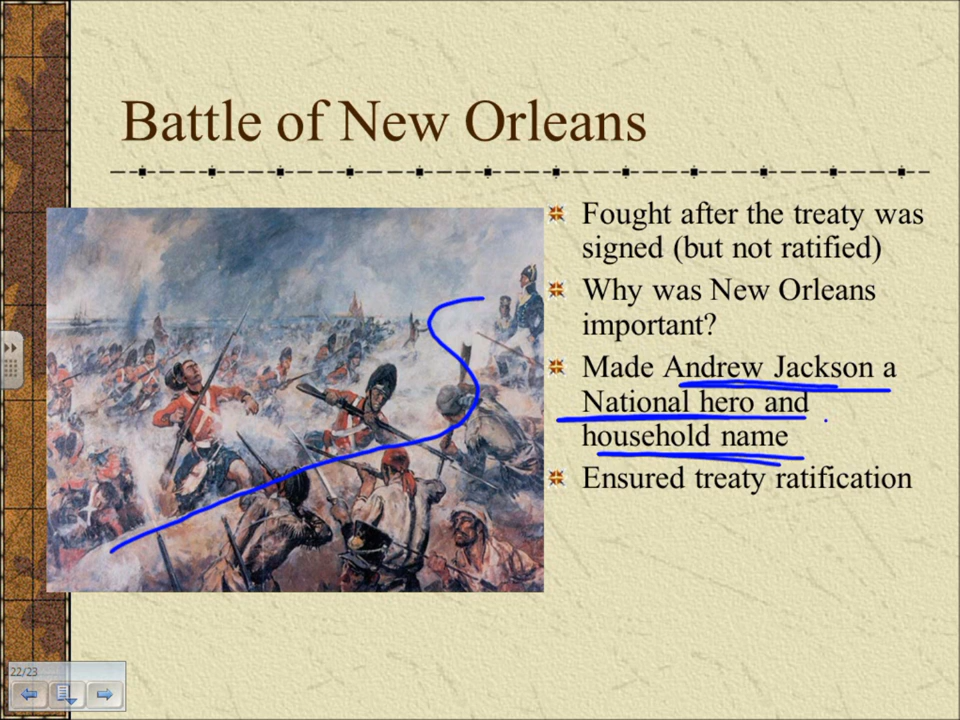 Battle of New Orleans
Fought after the treaty was
signed (but not ratified)
Why was New Orleans
important?
Made Andrew Jackson a
National hero and
household name
Ensured treaty ratification
22/23